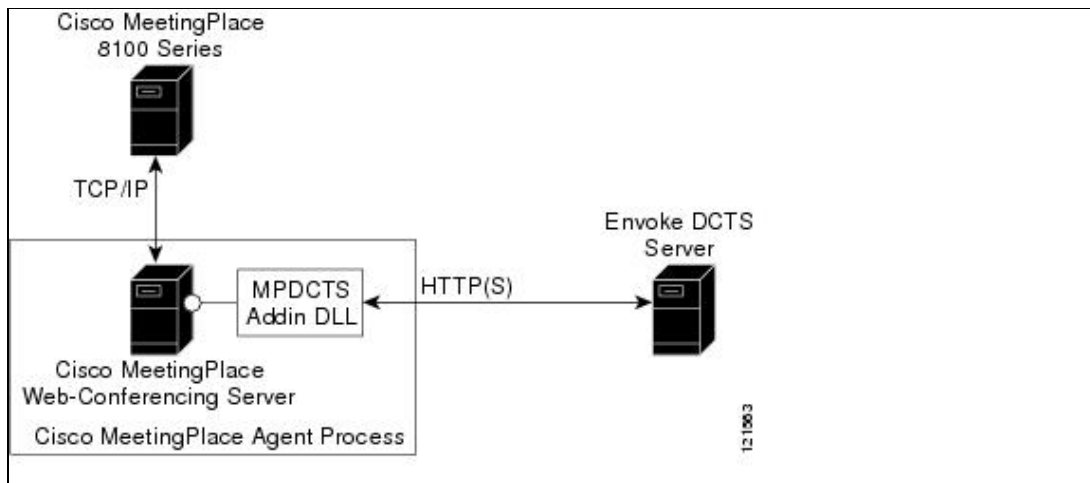 Cisco MeetingPlace
8100 Series
TCP/IP
Envoke DCTS
Server
MPDCTS
Addin DLL
HTTP(S)
Cisco MeetingPlace
Web-Conferencing Server
Cisco MeetingPlace Agent Process
121563